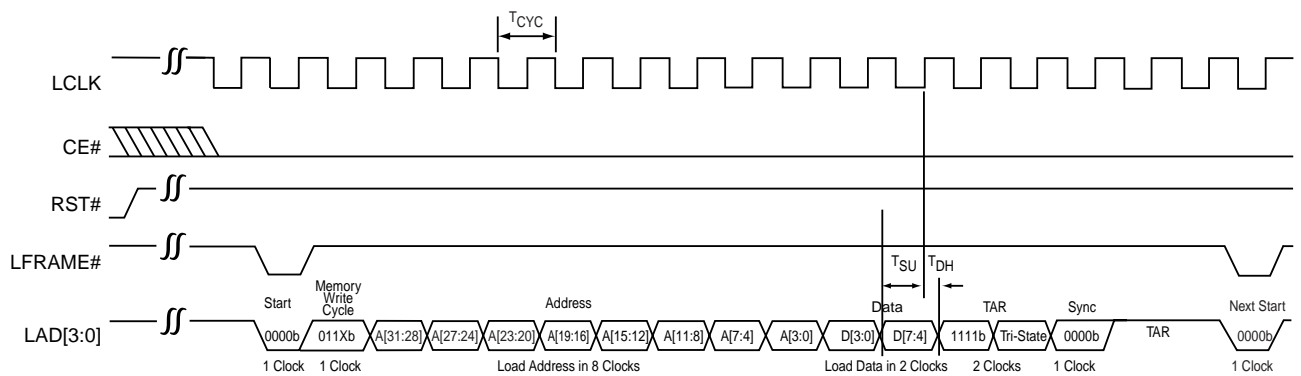 TCYC
LCLK
CE#
RST#
LFRAME#
TSU TDH
Start Memory Write Cycle Address Data TAR Sync Next Start
LAD[3:0] 0000b 011Xb A[31:28] A[27:24] A[23:20] A[19:16] A[15:12] A[11:8] A[7:4] A[3:0] D[3:0] D[7:4] 1111b Tri-State 0000b TAR 0000b
1 Clock 1 Clock Load Address in 8 Clocks Load Data in 2 Clocks 2 Clocks 1 Clock 1 Clock